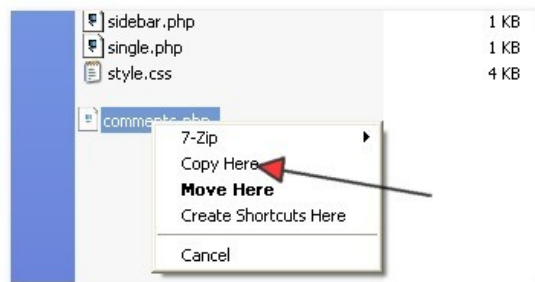 sidebar.php 1 KB
single.php 1 KB
style.css 4 KB
comments.php
7-Zip
Copy Here
Move Here
Create Shortcuts Here
Cancel